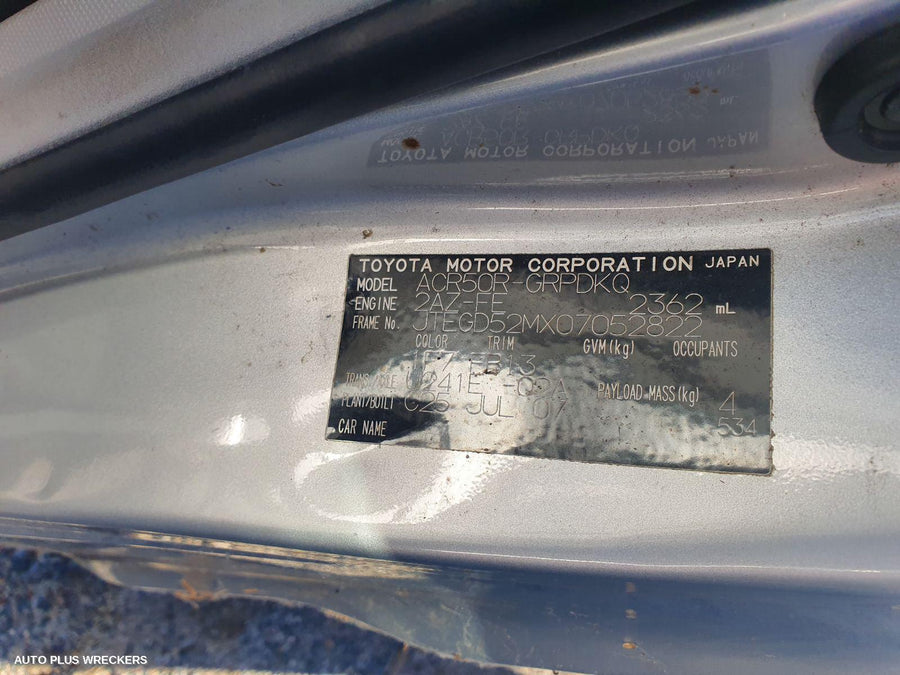 TOYOTA MOTOR CORPORATION JAPAN
MODEL ACR50R-GRPDKQ
ENGINE 2AZ-FE 2362 mL
FRAME No. JTEGD52MX07052822
COLOR TRIM GVM(kg) OCCUPANTS
1F7 FB13
TRANS/AXLE U241E -02A PAYLOAD MASS(kg) 4
PLANT/BUILT C25 JUL 07 534
CAR NAME
AUTO PLUS WRECKERS